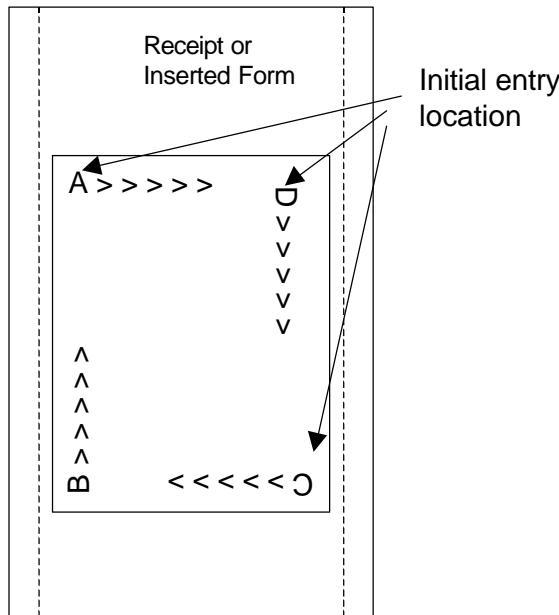 Receipt or
Inserted Form
Initial entry
location
A > > > > >
D > > > > >
B > > > > > >
C > > > > > >